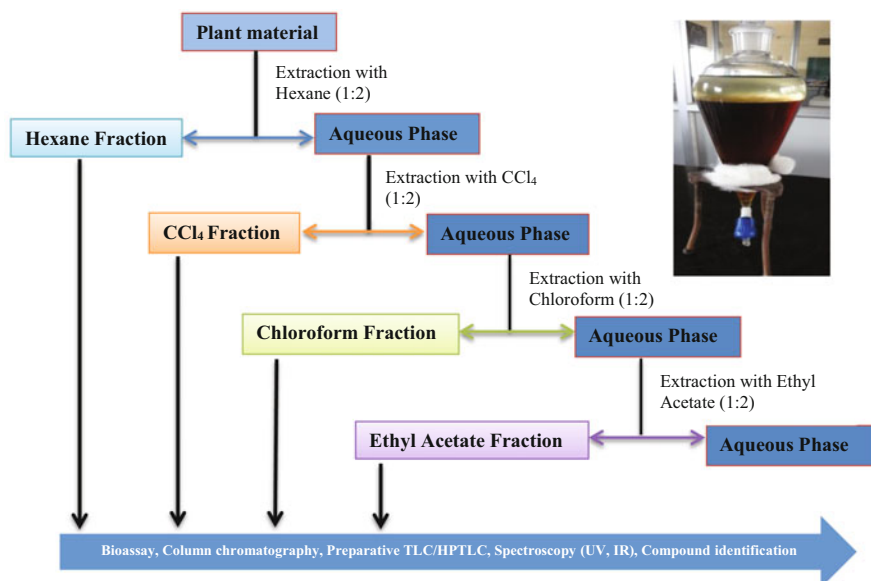 Plant material
Extraction with
Hexane (1:2)
Hexane Fraction
Aqueous Phase
Extraction with CCl₄
(1:2)
CCl₄ Fraction
Aqueous Phase
Extraction with
Chloroform (1:2)
Chloroform Fraction
Aqueous Phase
Extraction with Ethyl
Acetate (1:2)
Ethyl Acetate Fraction
Aqueous Phase
Bioassay, Column chromatography, Preparative TLC/HPTLC, Spectroscopy (UV, IR), Compound identification